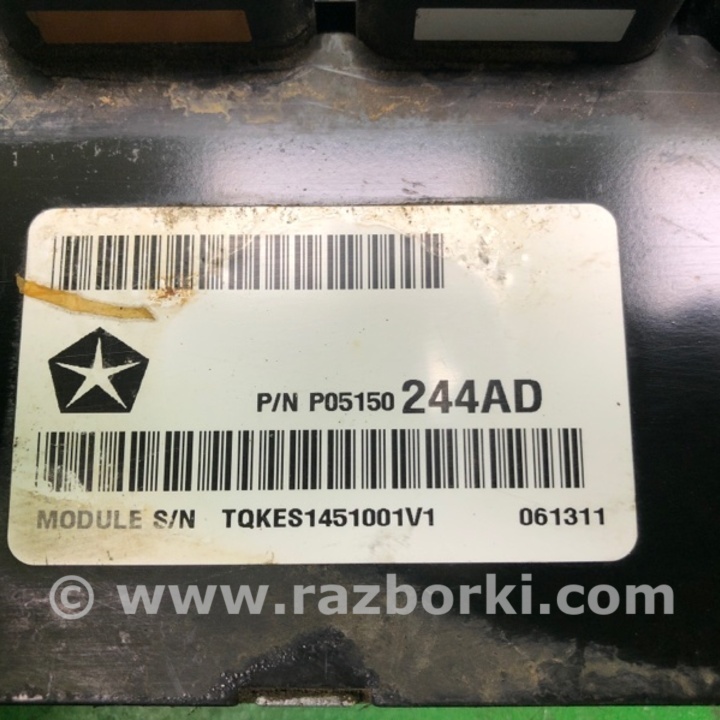 P/N P05150 244AD
MODULE S/N TQKES1451001V1 061311
© www.razborki.com